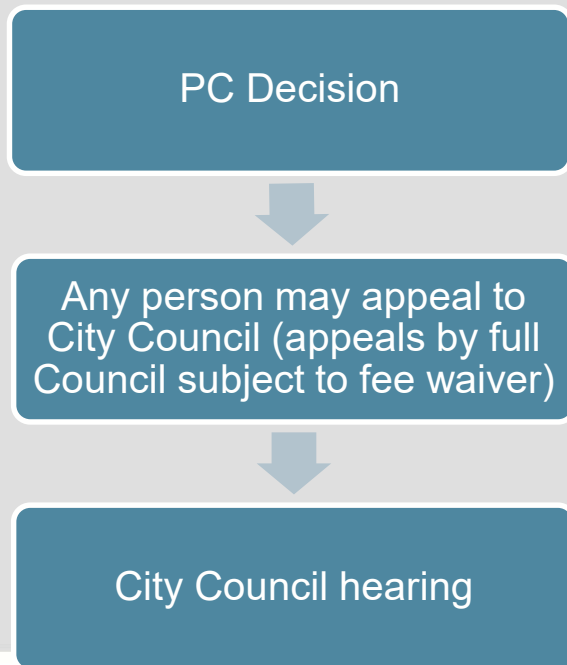 PC Decision
Any person may appeal to
City Council (appeals by full
Council subject to fee waiver)
City Council hearing